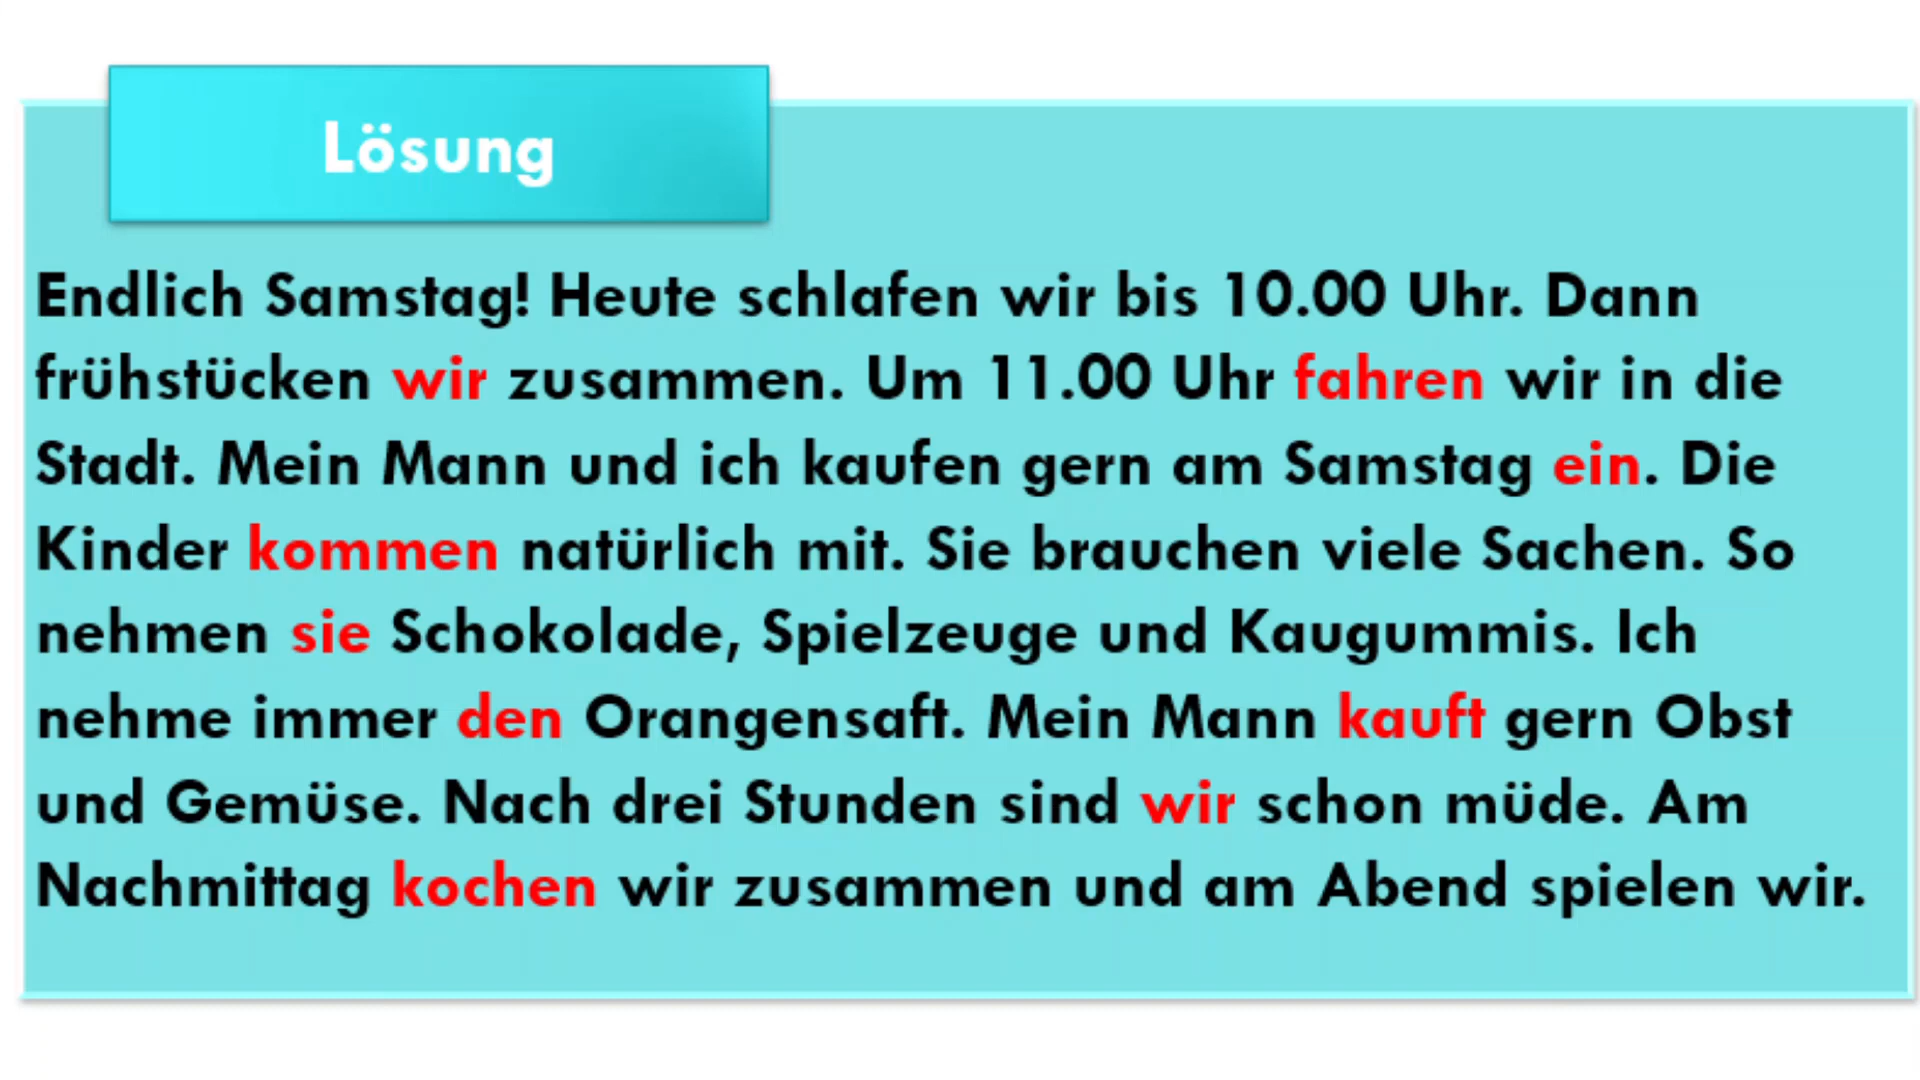 Lösung
Endlich Samstag! Heute schlafen wir bis 10.00 Uhr. Dann
frühstücken wir zusammen. Um 11.00 Uhr fahren wir in die
Stadt. Mein Mann und ich kaufen gern am Samstag ein. Die
Kinder kommen natürlich mit. Sie brauchen viele Sachen. So
nehmen sie Schokolade, Spielzeuge und Kaugummis. Ich
nehme immer den Orangensaft. Mein Mann kauft gern Obst
und Gemüse. Nach drei Stunden sind wir schon müde. Am
Nachmittag kochen wir zusammen und am Abend spielen wir.